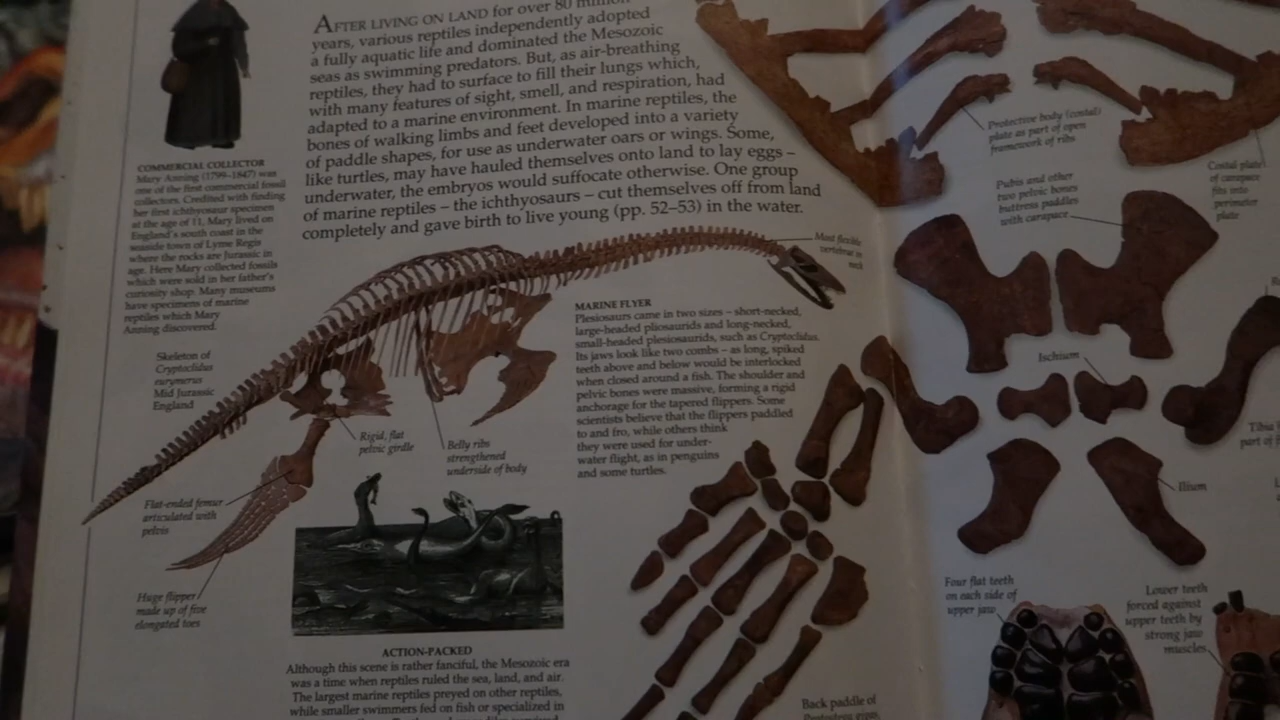 AFTER LIVING ON LAND for over 80 million
years, various reptiles independently adopted
a fully aquatic life and dominated the Mesozoic
seas as swimming predators. But, as air-breathing
reptiles, they had to surface to fill their lungs which,
with many features of sight, smell, and respiration, had
adapted to a marine environment. In marine reptiles, the
bones of walking limbs and feet developed into a variety
of paddle shapes, for use as underwater oars or wings. Some,
like turtles, may have hauled themselves onto land to lay eggs –
underwater, the embryos would suffocate otherwise. One group
of marine reptiles – the ichthyosaurs – cut themselves off from land
completely and gave birth to live young (pp. 52–53) in the water.
COMMERCIAL COLLECTOR
Mary Anning (1799–1847) was
one of the first commercial fossil
collectors. Credited with finding
her first ichthyosaur specimen
at the age of 11, Mary lived on
England's south coast in the
seaside town of Lyme Regis
where the rocks are Jurassic in
age. Here Mary collected fossils
which were sold in her father's
curiosity shop. Many museums
have specimens of marine
reptiles which Mary
Anning discovered.
Skeleton of
Cryptoclidus
eurymerus
Mid Jurassic
England
Most flexible
vertebrae in
neck
MARINE FLYER
Plesiosaurs came in two sizes – short-necked,
large-headed pliosaurids and long-necked,
small-headed plesiosaurids, such as Cryptoclidus.
Its jaws look like two combs – as long, spiked
teeth above and below would be interlocked
when closed around a fish. The shoulder and
pelvic bones were massive, forming a rigid
anchorage for the tapered flippers. Some
scientists believe that the flippers paddled
to and fro, while others think
they were used for under-
water flight, as in penguins
and some turtles.
Rigid, flat
pelvic girdle
Belly ribs
strengthened
underside of body
Flat-ended femur
articulated with
pelvis
Huge flipper
made up of five
elongated toes
ACTION-PACKED
Although this scene is rather fanciful, the Mesozoic era
was a time when reptiles ruled the sea, land, and air.
The largest marine reptiles preyed on other reptiles,
while smaller swimmers fed on fish or specialized in
Protective body (costal)
plate as part of open
framework of ribs
Costal plate
of carapace
fits into
perimeter
plate
Pubis and other
two pelvic bones
buttress paddles
with carapace
Ischium
Tibia
part of
Ilium
Four flat teeth
on each side of
upper jaw
Lower teeth
forced against
upper teeth by
strong jaw
muscles
Back paddle of